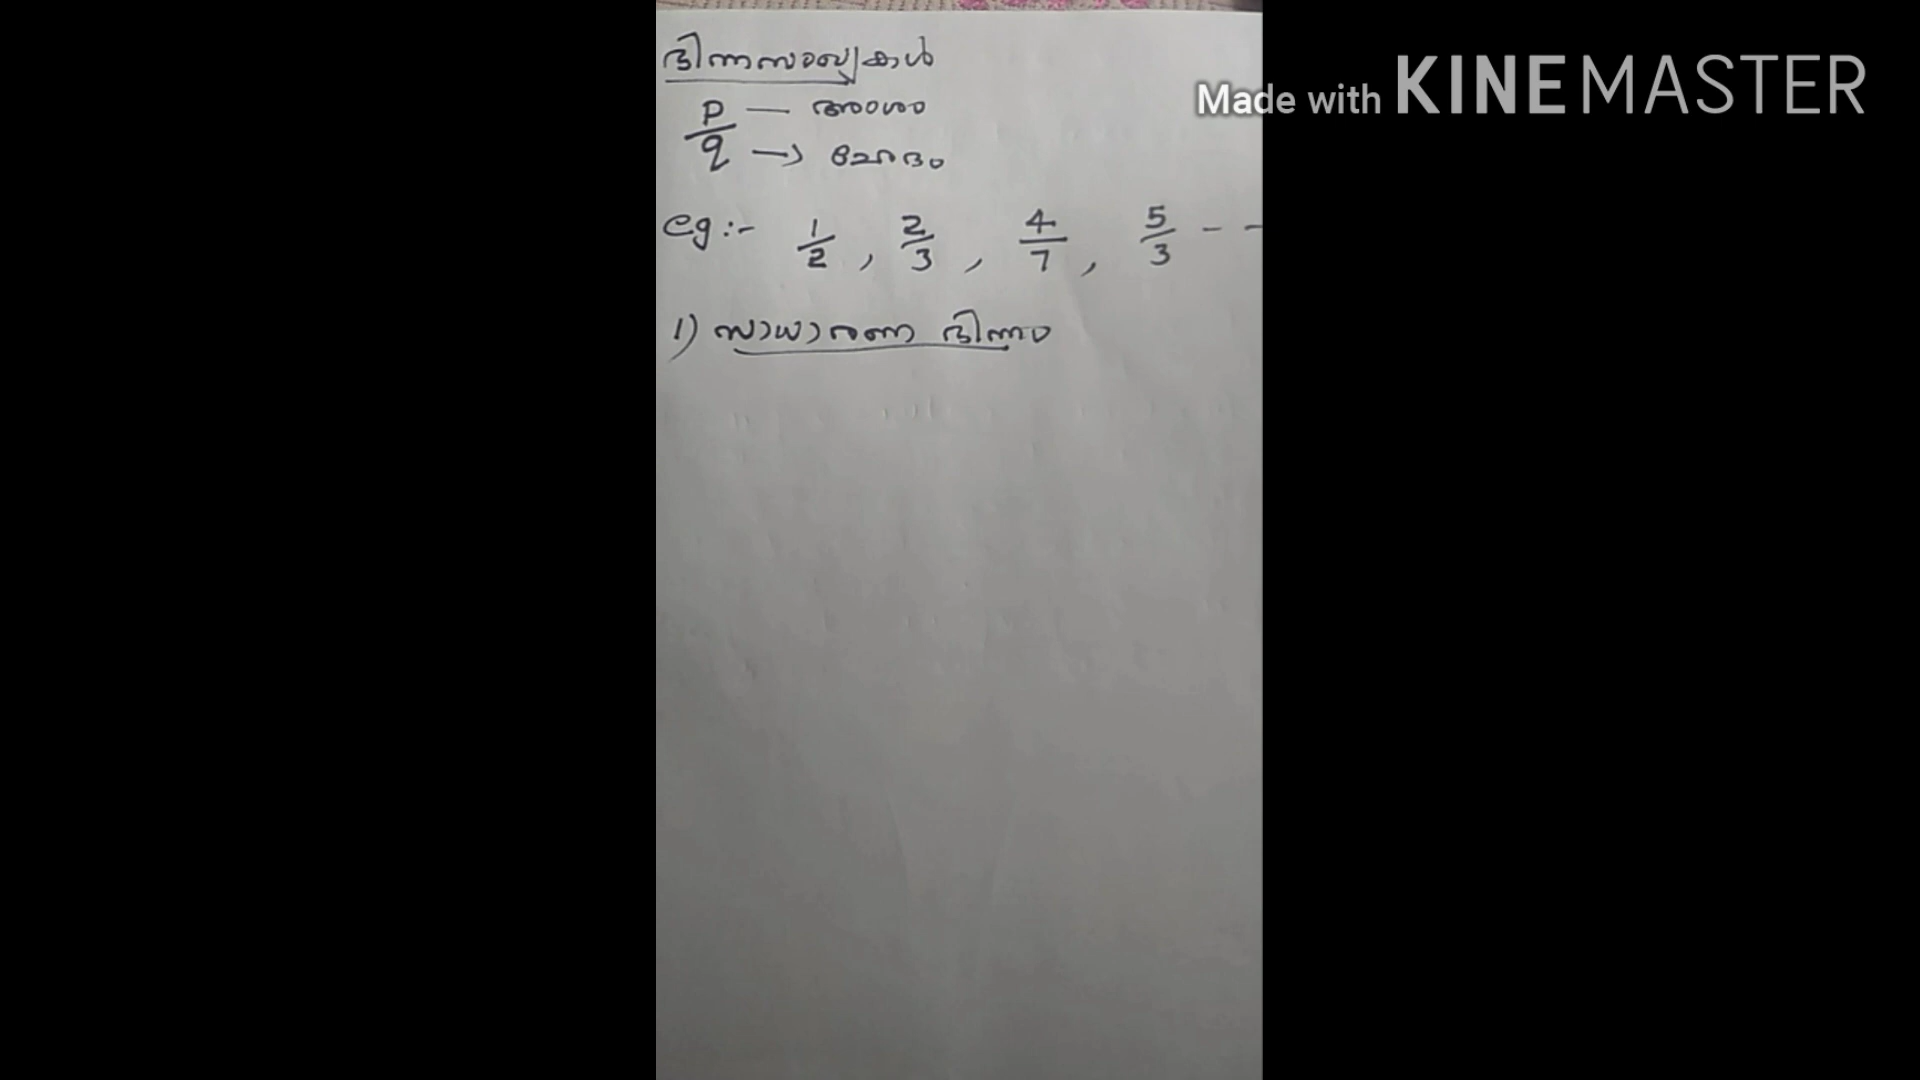 ഭിന്നസംഖ്യകൾ
Made with KINEMASTER
p — അംശം
q → ഛേദം
eg :- 1/2 , 2/3 , 4/7 , 5/3 - -
1) സാധാരണ ഭിന്നം